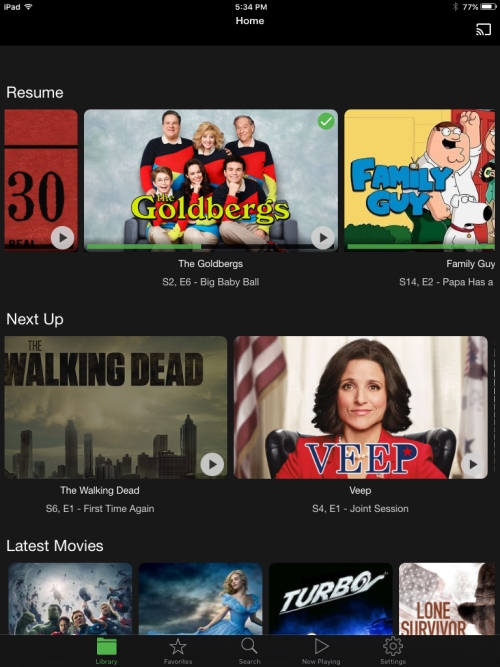 iPad
5:34 PM
77%
Home
Resume
30
REAL
the
Goldbergs
FAMILY
GUY
The Goldbergs
S2, E6 - Big Baby Ball
Family Guy
S14, E2 - Papa Has a
Next Up
THE
WALKING DEAD
VEEP
The Walking Dead
S6, E1 - First Time Again
Veep
S4, E1 - Joint Session
Latest Movies
TURBO
LONE
SURVIVOR
Library
Favorites
Search
Now Playing
Settings